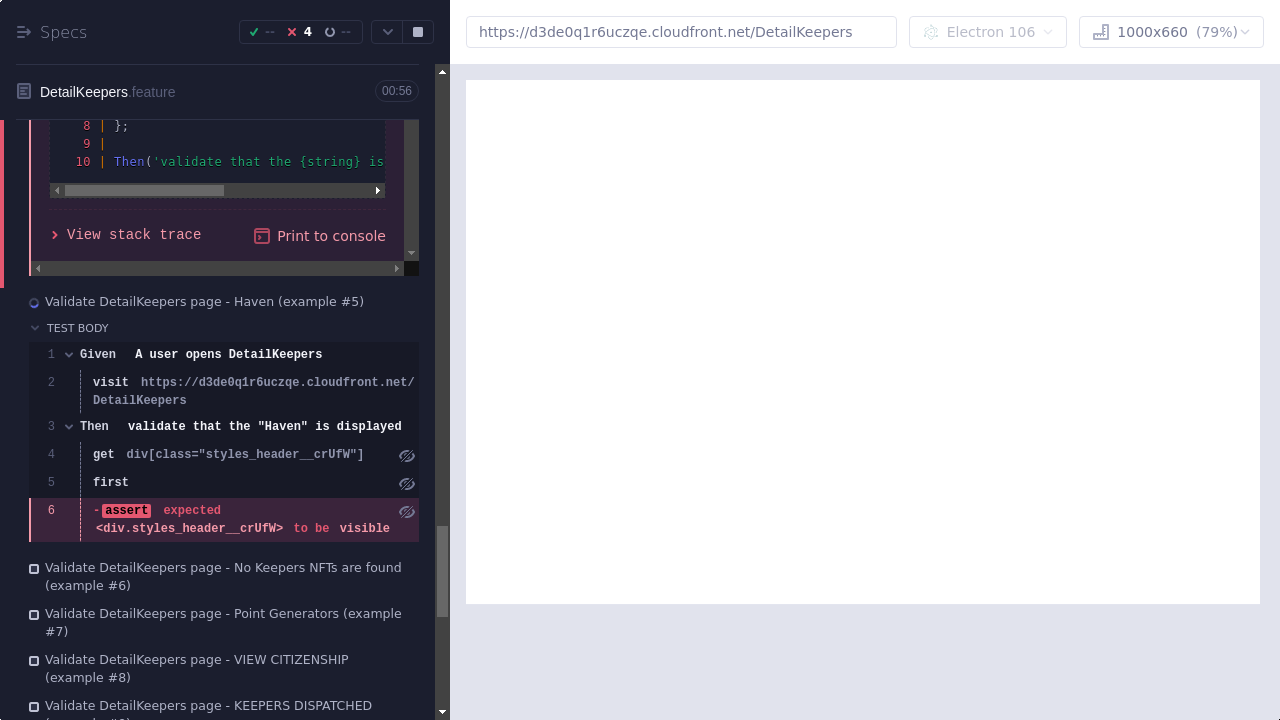 Specs
--
4
--
https://d3de0q1r6uczqe.cloudfront.net/DetailKeepers
Electron 106
1000x660 (79%)
DetailKeepers.feature
00:56
8 | };
9 |
10 | Then('validate that the {string} is
View stack trace
Print to console
Validate DetailKeepers page - Haven (example #5)
TEST BODY
1 Given A user opens DetailKeepers
2 visit https://d3de0q1r6uczqe.cloudfront.net/
DetailKeepers
3 Then validate that the "Haven" is displayed
4 get div[class="styles_header__crUfW"]
5 first
6 -assert expected
<div.styles_header__crUfW> to be visible
Validate DetailKeepers page - No Keepers NFTs are found
(example #6)
Validate DetailKeepers page - Point Generators (example
#7)
Validate DetailKeepers page - VIEW CITIZENSHIP
(example #8)
Validate DetailKeepers page - KEEPERS DISPATCHED